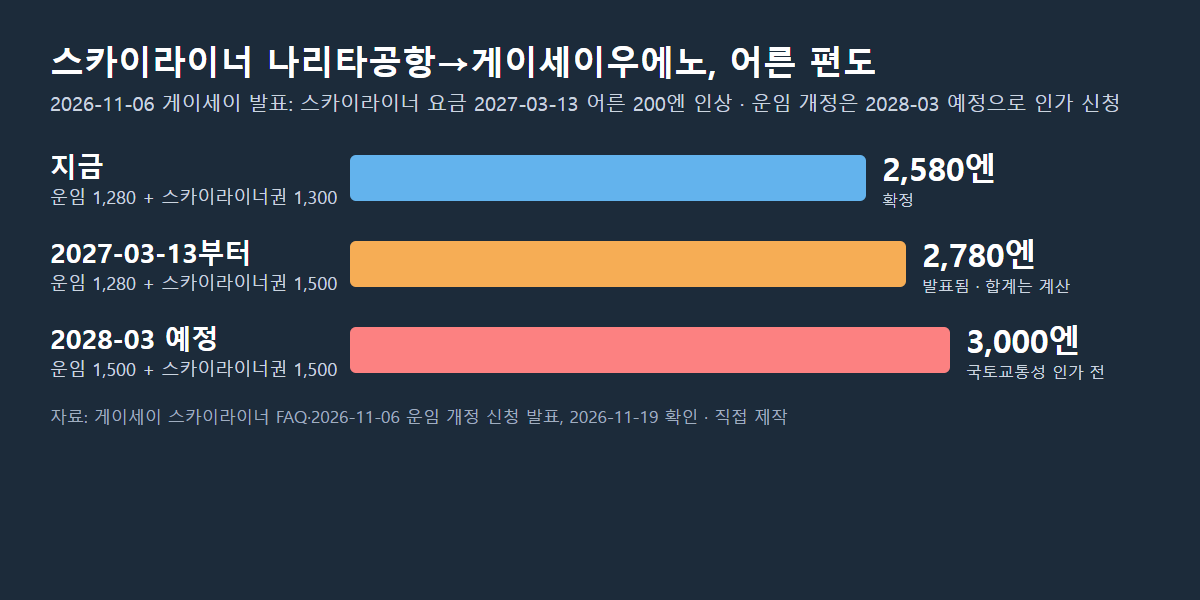 스카이라이너 나리타공항→게이세이우에노, 어른 편도
2026-11-06 게이세이 발표: 스카이라이너 요금 2027-03-13 어른 200엔 인상 · 운임 개정은 2028-03 예정으로 인가 신청
지금
운임 1,280 + 스카이라이너권 1,300
2,580엔
확정
2027-03-13부터
운임 1,280 + 스카이라이너권 1,500
2,780엔
발표됨 · 합계는 계산
2028-03 예정
운임 1,500 + 스카이라이너권 1,500
3,000엔
국토교통성 인가 전
자료: 게이세이 스카이라이너 FAQ·2026-11-06 운임 개정 신청 발표, 2026-11-19 확인 · 직접 제작